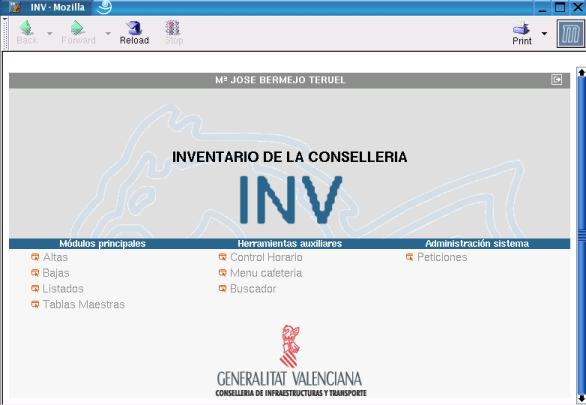 INV - Mozilla
Back Forward Reload Stop Print
Mª JOSE BERMEJO TERUEL
INVENTARIO DE LA CONSELLERIA
INV
Módulos principales Herramientas auxiliares Administración sistema
Altas Control Horario Peticiones
Bajas Menu cafeteria
Listados Buscador
Tablas Maestras
GENERALITAT VALENCIANA
CONSELLERIA DE INFRAESTRUCTURAS Y TRANSPORTE